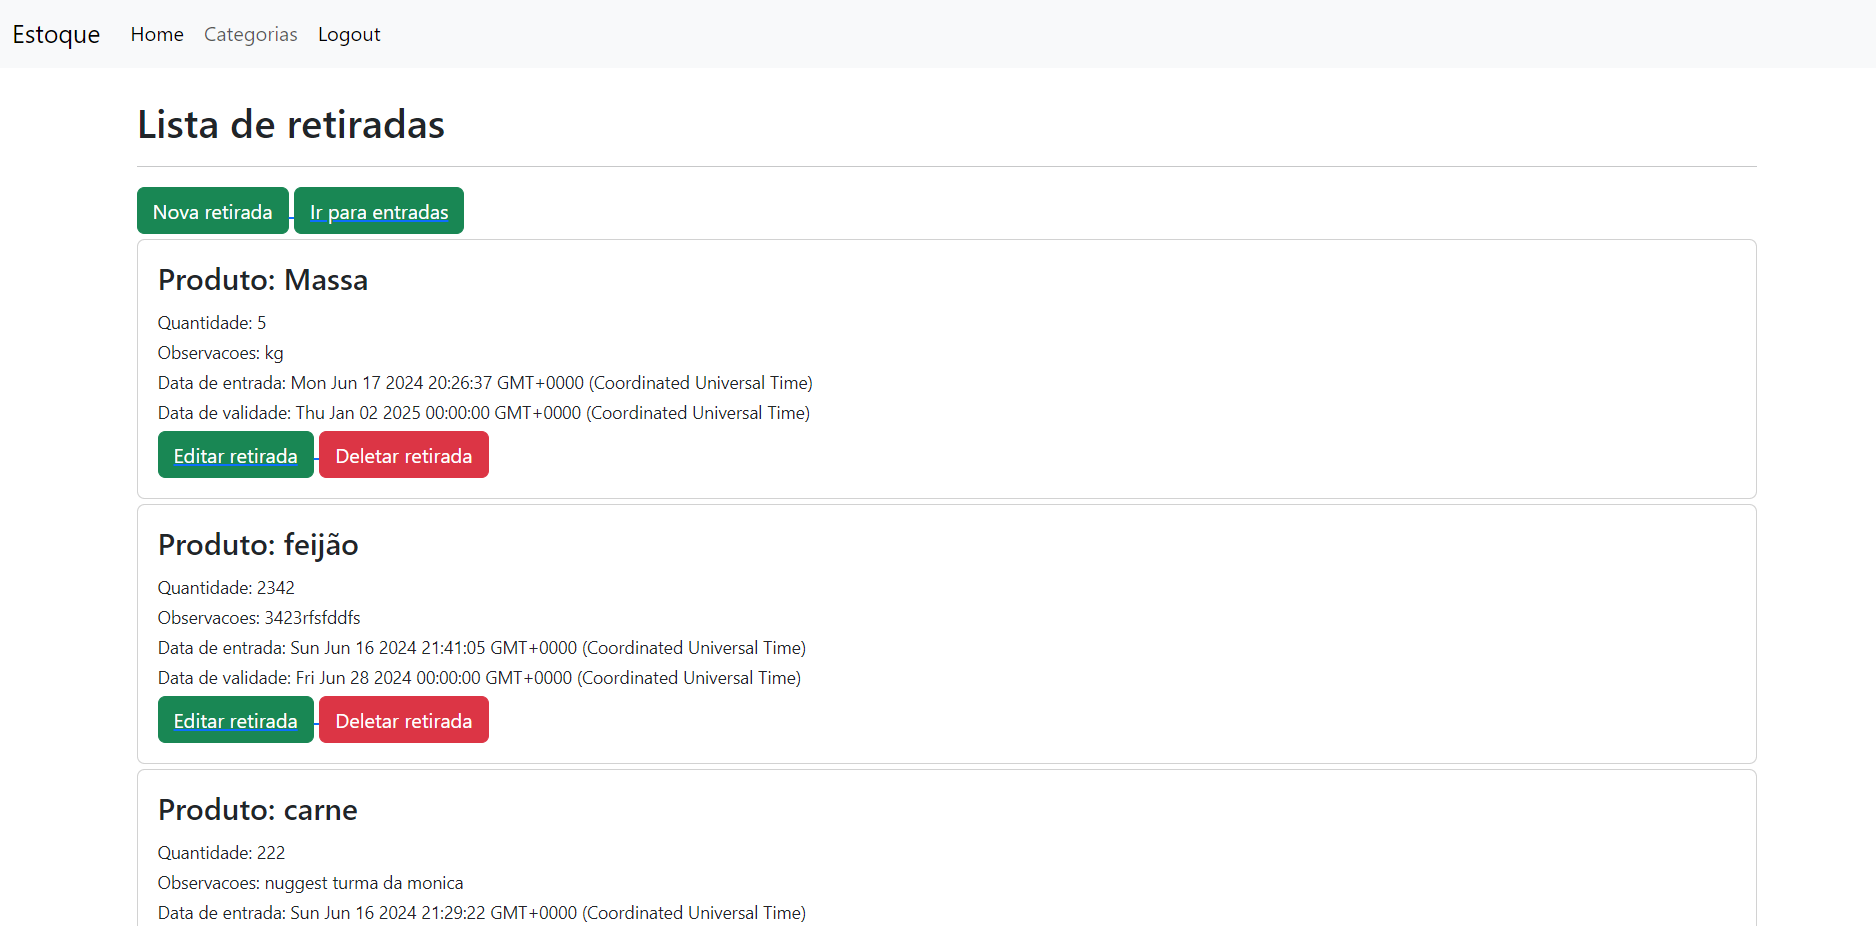 Estoque Home Categorias Logout
Lista de retiradas
Nova retirada Ir para entradas
Produto: Massa
Quantidade: 5
Observacoes: kg
Data de entrada: Mon Jun 17 2024 20:26:37 GMT+0000 (Coordinated Universal Time)
Data de validade: Thu Jan 02 2025 00:00:00 GMT+0000 (Coordinated Universal Time)
Editar retirada Deletar retirada
Produto: feijão
Quantidade: 2342
Observacoes: 3423rfsfddfs
Data de entrada: Sun Jun 16 2024 21:41:05 GMT+0000 (Coordinated Universal Time)
Data de validade: Fri Jun 28 2024 00:00:00 GMT+0000 (Coordinated Universal Time)
Editar retirada Deletar retirada
Produto: carne
Quantidade: 222
Observacoes: nuggest turma da monica
Data de entrada: Sun Jun 16 2024 21:29:22 GMT+0000 (Coordinated Universal Time)